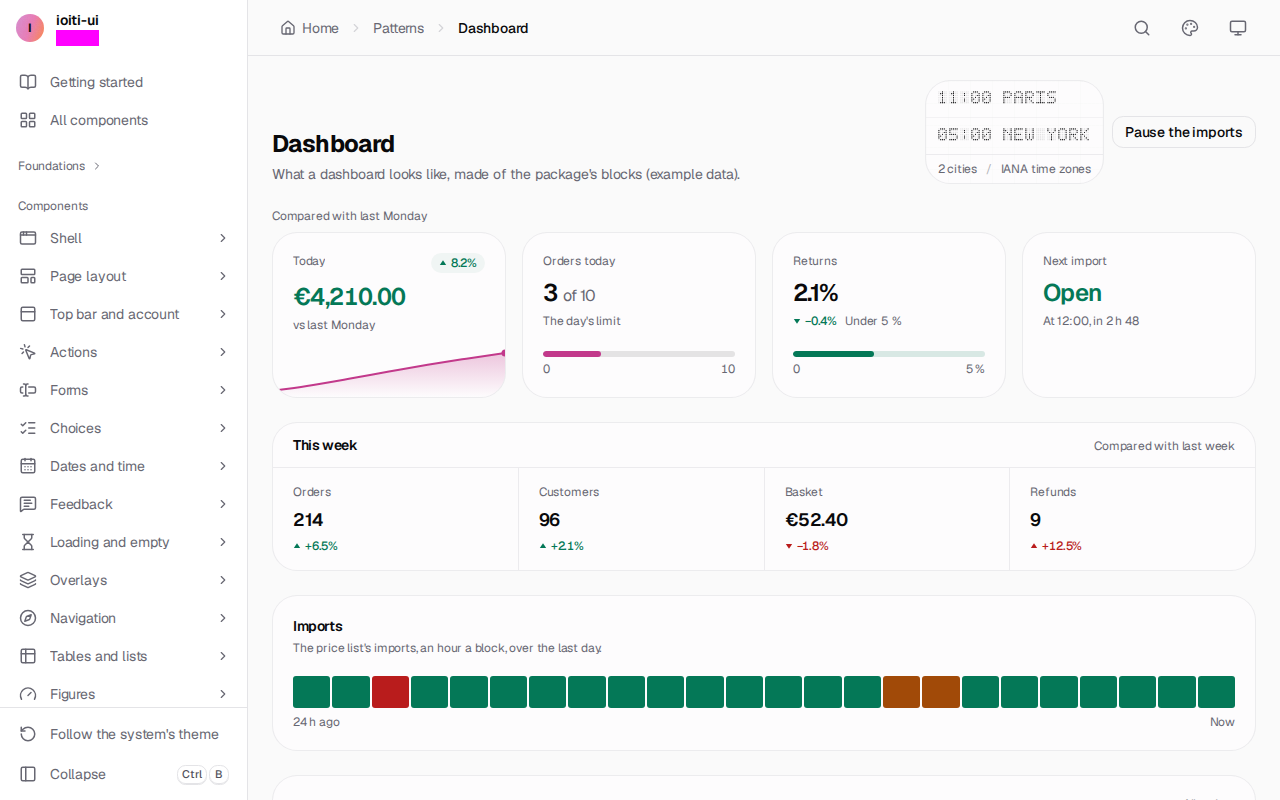 ioiti-ui
Getting started
All components
Foundations
Components
Shell
Page layout
Top bar and account
Actions
Forms
Choices
Dates and time
Feedback
Loading and empty
Overlays
Navigation
Tables and lists
Figures
Follow the system's theme
Collapse Ctrl B
Home Patterns Dashboard
11:00 PARIS
05:00 NEW YORK
2 cities / IANA time zones
Pause the imports
Dashboard
What a dashboard looks like, made of the package's blocks (example data).
Compared with last Monday
Today 8.2%
€4,210.00
vs last Monday
Orders today
3 of 10
The day's limit
0 10
Returns
2.1%
−0.4% Under 5 %
0 5 %
Next import
Open
At 12:00, in 2 h 48
This week Compared with last week
Orders
214
+6.5%
Customers
96
+2.1%
Basket
€52.40
−1.8%
Refunds
9
+12.5%
Imports
The price list's imports, an hour a block, over the last day.
24 h ago Now